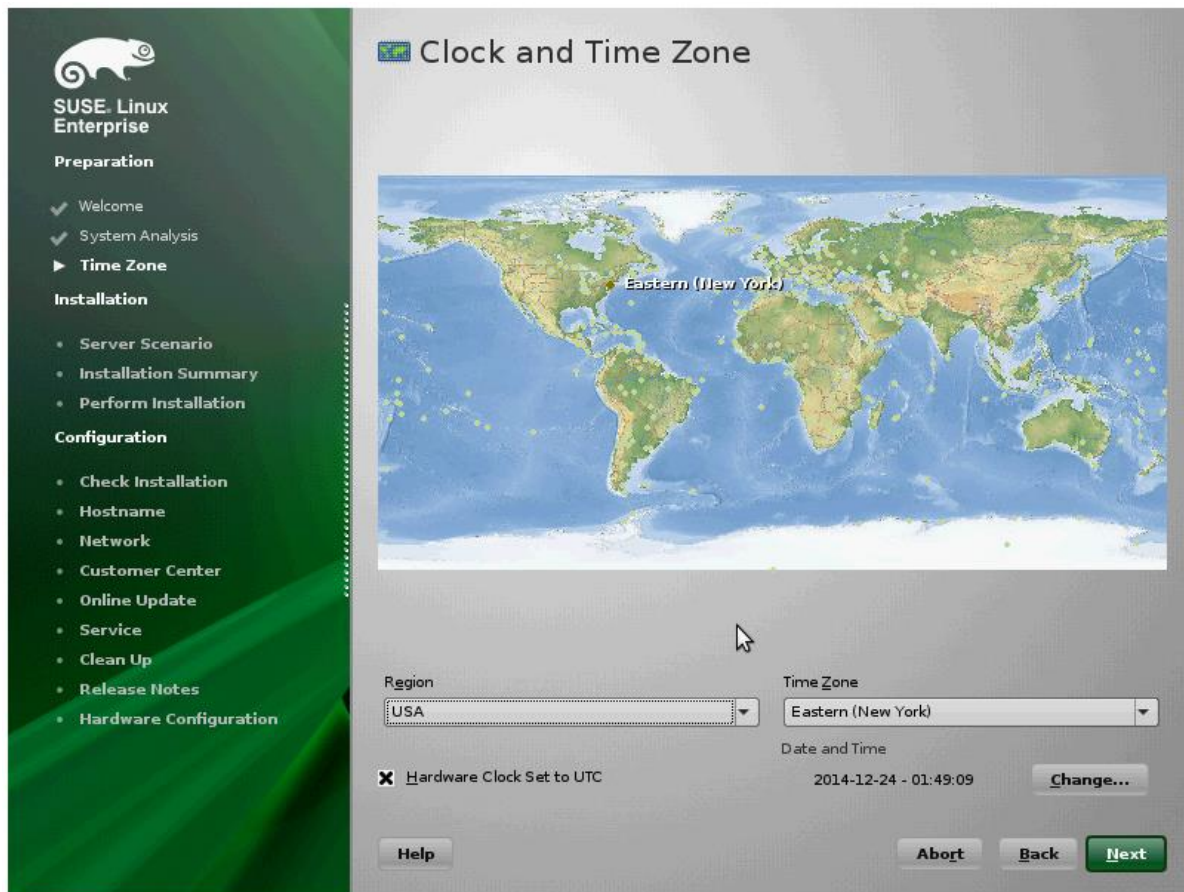 SUSE. Linux
Enterprise
Preparation
Welcome
System Analysis
Time Zone
Installation
Server Scenario
Installation Summary
Perform Installation
Configuration
Check Installation
Hostname
Network
Customer Center
Online Update
Service
Clean Up
Release Notes
Hardware Configuration
Clock and Time Zone
Eastern (New York)
Region
USA
Time Zone
Eastern (New York)
Hardware Clock Set to UTC
Date and Time
2014-12-24 - 01:49:09
Change...
Help
Abort
Back
Next